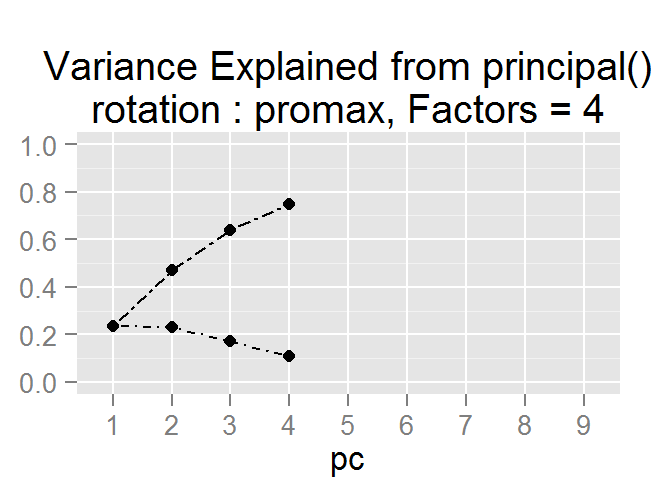 Variance Explained from principal()
rotation : promax, Factors = 4
1.0
0.8
0.6
0.4
0.2
0.0
1 2 3 4 5 6 7 8 9
pc